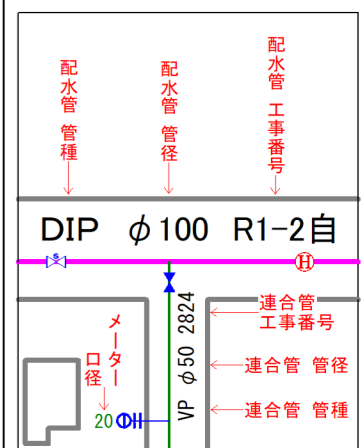 配水管 管種
配水管 管径
配水管 工事番号
DIP φ100 R1-2自
S
H
VP φ50 2824
連合管
工事番号
メーター
口径
連合管 管径
20
連合管 管種